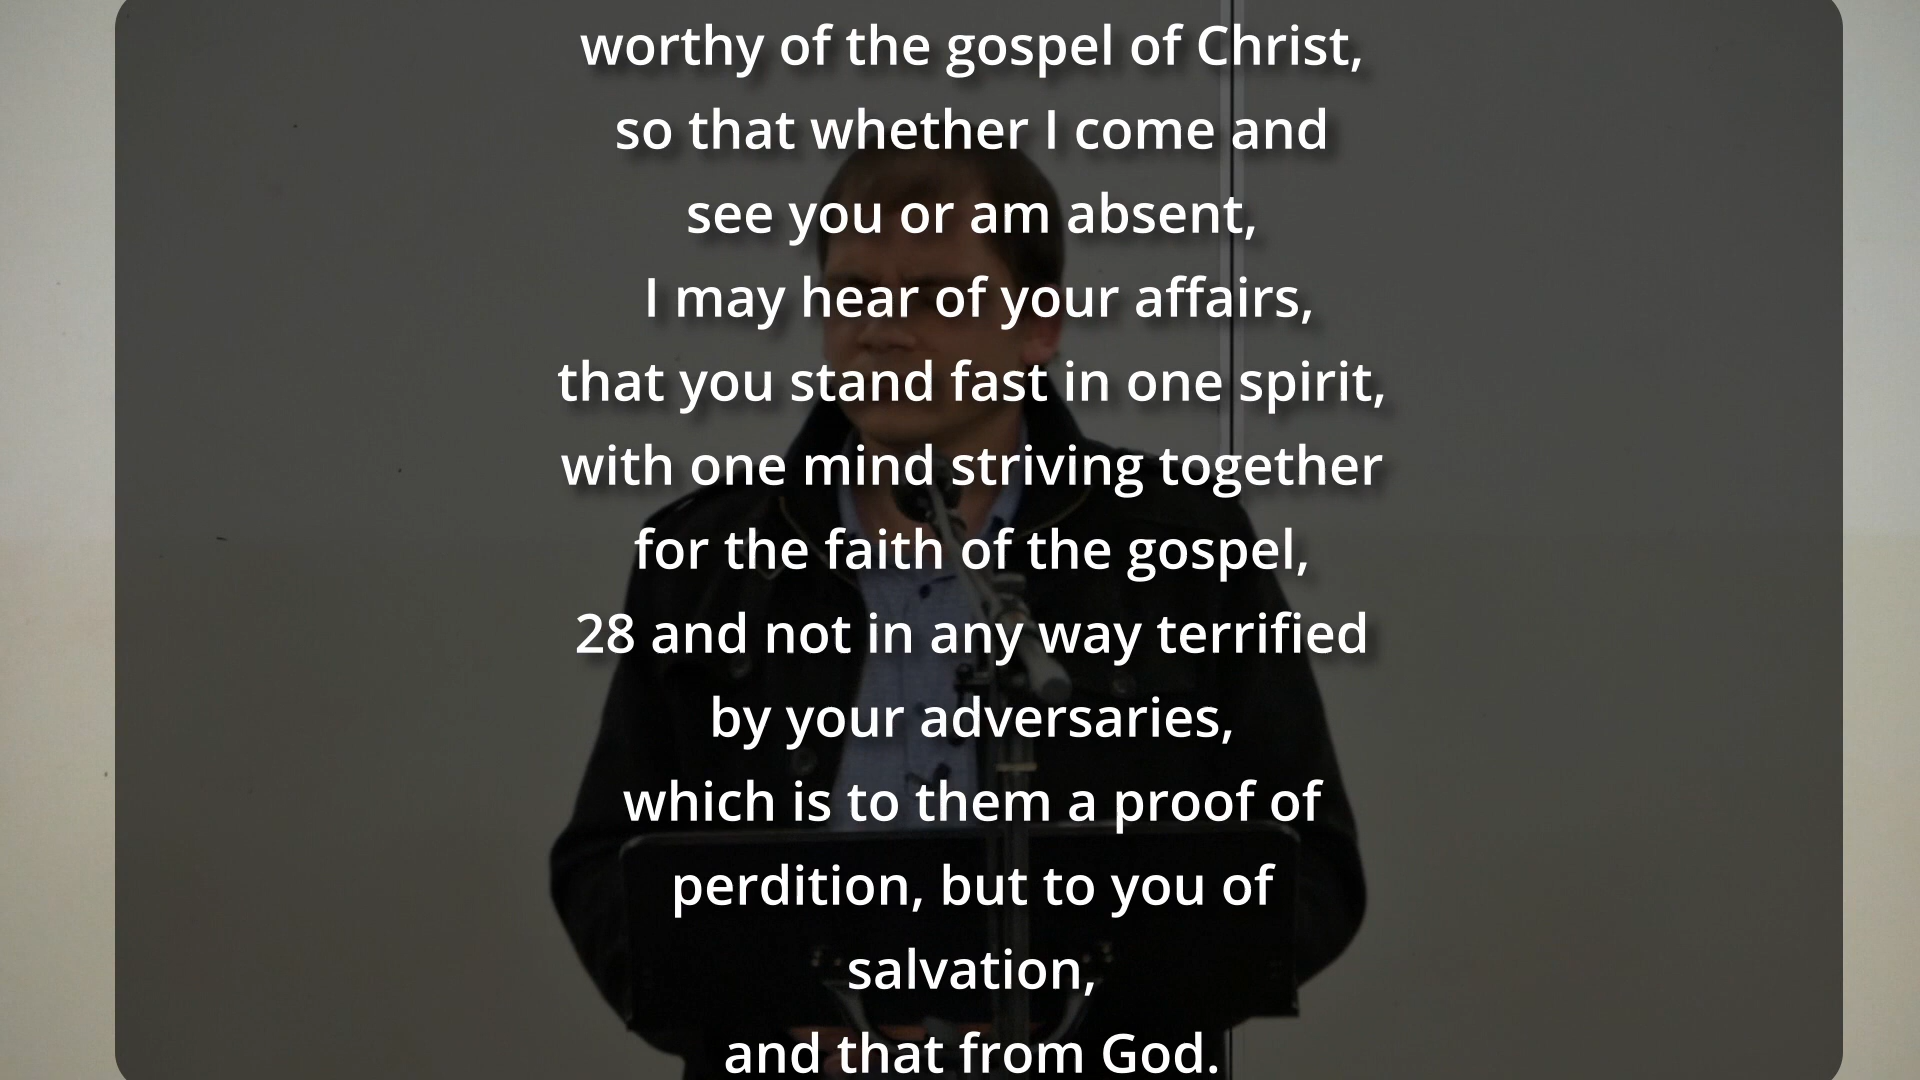 worthy of the gospel of Christ,
so that whether I come and
see you or am absent,
I may hear of your affairs,
that you stand fast in one spirit,
with one mind striving together
for the faith of the gospel,
28 and not in any way terrified
by your adversaries,
which is to them a proof of
perdition, but to you of
salvation,
and that from God.